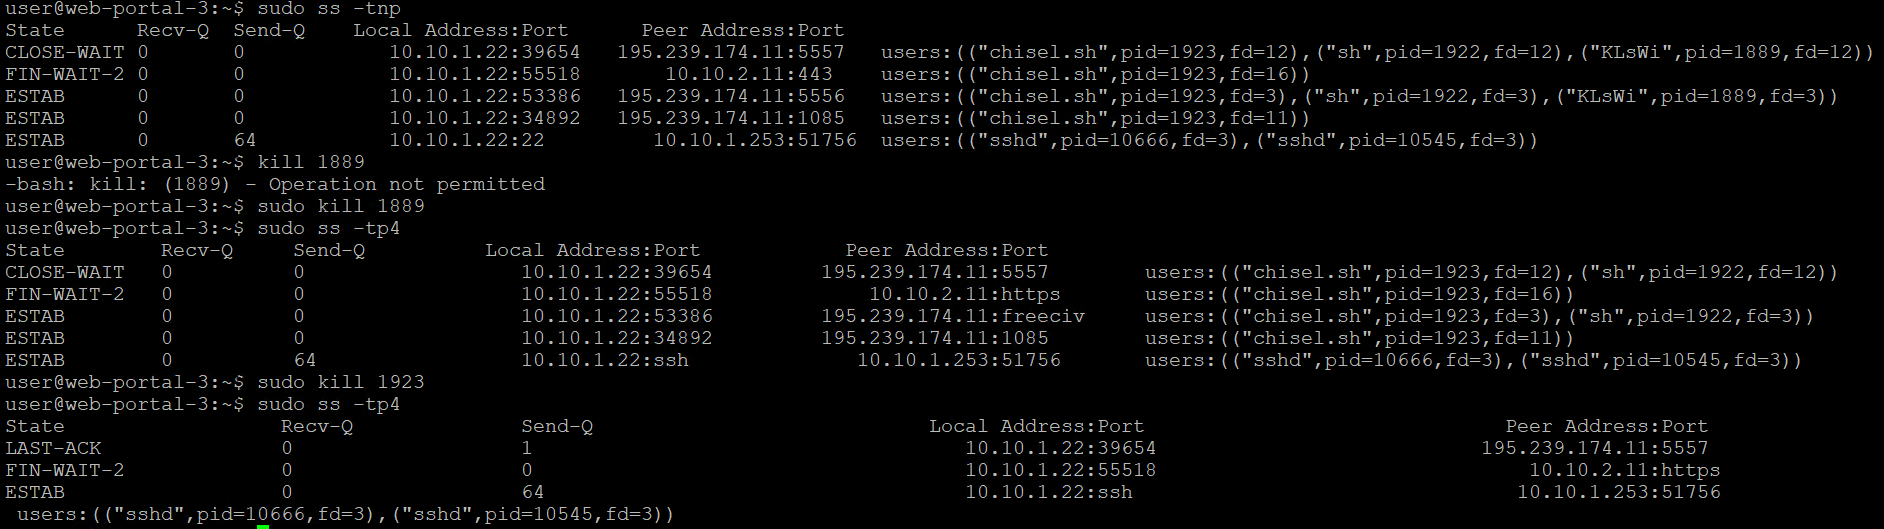 user@web-portal-3:~$ sudo ss -tnp
State Recv-Q Send-Q Local Address:Port Peer Address:Port
CLOSE-WAIT 0 0 10.10.1.22:39654 195.239.174.11:5557 users:(("chisel.sh",pid=1923,fd=12),("sh",pid=1922,fd=12),("KLsWi",pid=1889,fd=12))
FIN-WAIT-2 0 0 10.10.1.22:55518 10.10.2.11:443 users:(("chisel.sh",pid=1923,fd=16))
ESTAB 0 0 10.10.1.22:53386 195.239.174.11:5556 users:(("chisel.sh",pid=1923,fd=3),("sh",pid=1922,fd=3),("KLsWi",pid=1889,fd=3))
ESTAB 0 0 10.10.1.22:34892 195.239.174.11:1085 users:(("chisel.sh",pid=1923,fd=11))
ESTAB 0 64 10.10.1.22:22 10.10.1.253:51756 users:(("sshd",pid=10666,fd=3),("sshd",pid=10545,fd=3))
user@web-portal-3:~$ kill 1889
-bash: kill: (1889) - Operation not permitted
user@web-portal-3:~$ sudo kill 1889
user@web-portal-3:~$ sudo ss -tp4
State Recv-Q Send-Q Local Address:Port Peer Address:Port
CLOSE-WAIT 0 0 10.10.1.22:39654 195.239.174.11:5557 users:(("chisel.sh",pid=1923,fd=12),("sh",pid=1922,fd=12))
FIN-WAIT-2 0 0 10.10.1.22:55518 10.10.2.11:https users:(("chisel.sh",pid=1923,fd=16))
ESTAB 0 0 10.10.1.22:53386 195.239.174.11:freeciv users:(("chisel.sh",pid=1923,fd=3),("sh",pid=1922,fd=3))
ESTAB 0 0 10.10.1.22:34892 195.239.174.11:1085 users:(("chisel.sh",pid=1923,fd=11))
ESTAB 0 64 10.10.1.22:ssh 10.10.1.253:51756 users:(("sshd",pid=10666,fd=3),("sshd",pid=10545,fd=3))
user@web-portal-3:~$ sudo kill 1923
user@web-portal-3:~$ sudo ss -tp4
State Recv-Q Send-Q Local Address:Port Peer Address:Port
LAST-ACK 0 1 10.10.1.22:39654 195.239.174.11:5557
FIN-WAIT-2 0 0 10.10.1.22:55518 10.10.2.11:https
ESTAB 0 64 10.10.1.22:ssh 10.10.1.253:51756
users:(("sshd",pid=10666,fd=3),("sshd",pid=10545,fd=3))